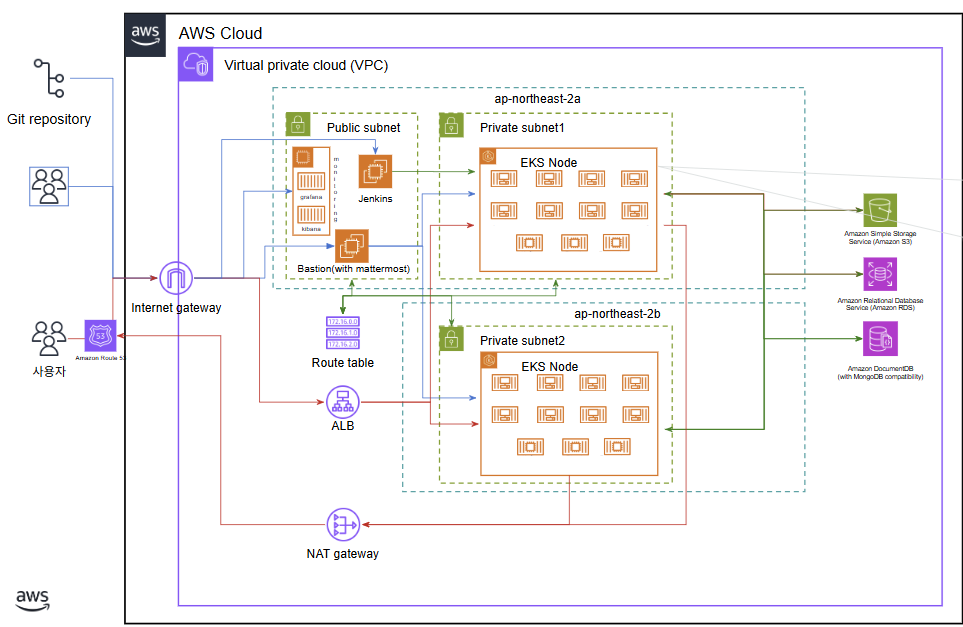 aws
AWS Cloud
Virtual private cloud (VPC)
Git repository
ap-northeast-2a
Public subnet
Private subnet1
monitoring
grafana
kibana
Jenkins
EKS Node
Bastion(with mattermost)
Amazon Simple Storage
Service (Amazon S3)
Internet gateway
Amazon Relational Database
Service (Amazon RDS)
ap-northeast-2b
172.16.0.0
172.16.1.0
172.16.2.0
53
Amazon Route 53
Route table
Private subnet2
EKS Node
사용자
Amazon DocumentDB
(with MongoDB compatibility)
ALB
NAT gateway
aws